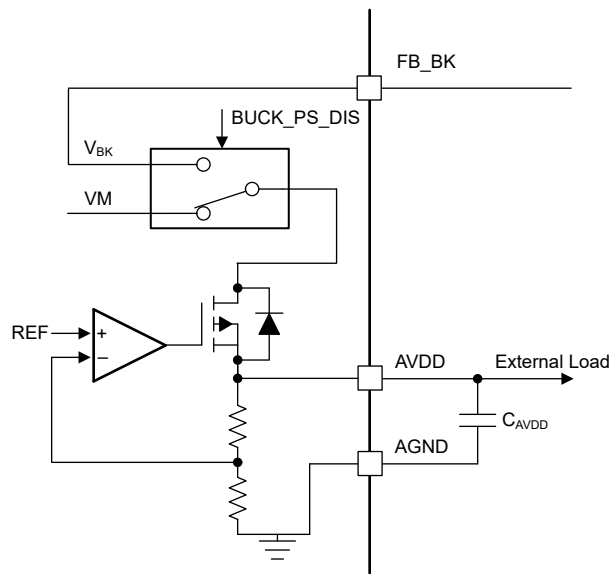 FB_BK
BUCK_PS_DIS
VBK
VM
REF
+
−
AVDD
External Load
CAVDD
AGND